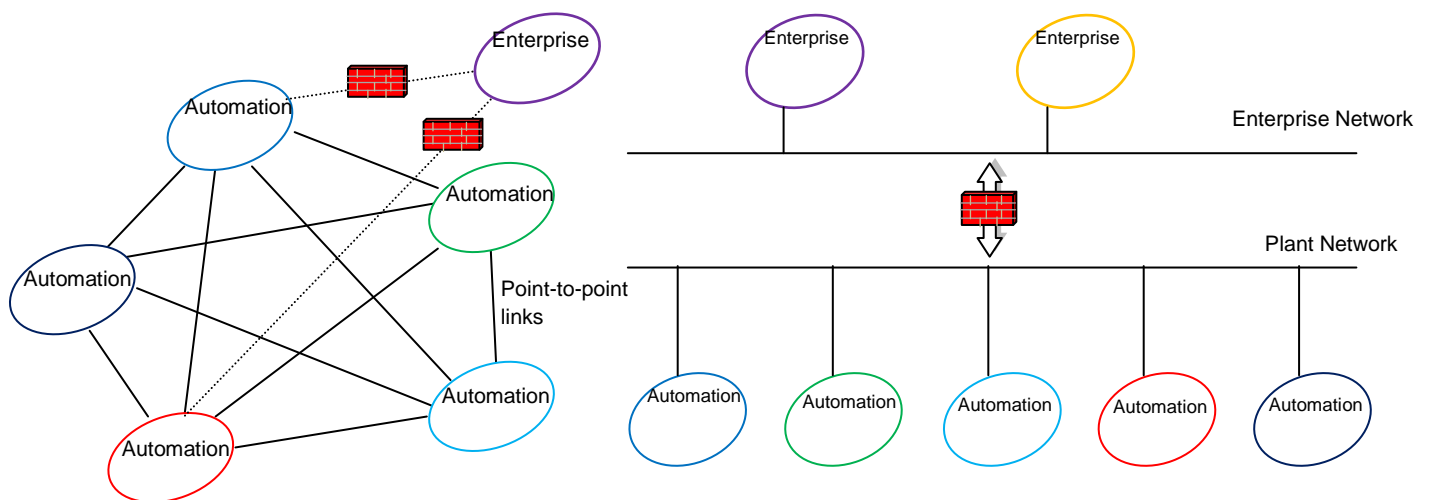 Enterprise
Automation
Automation
Automation
Point-to-point
links
Automation
Automation
Enterprise
Enterprise
Enterprise Network
Plant Network
Automation
Automation
Automation
Automation
Automation